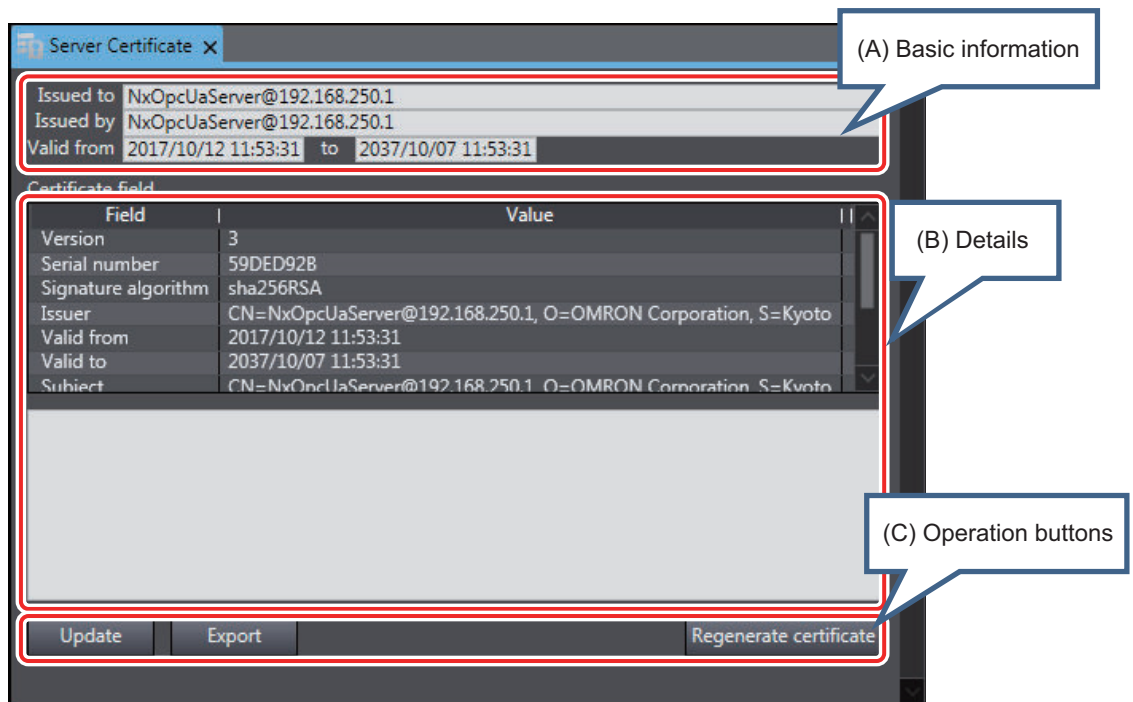 Server Certificate
(A) Basic information
Issued to NxOpcUaServer@192.168.250.1
Issued by NxOpcUaServer@192.168.250.1
Valid from 2017/10/12 11:53:31 to 2037/10/07 11:53:31
Certificate field
Field Value
Version 3
Serial number 59DED92B
Signature algorithm sha256RSA
Issuer CN=NxOpcUaServer@192.168.250.1, O=OMRON Corporation, S=Kyoto
Valid from 2017/10/12 11:53:31
Valid to 2037/10/07 11:53:31
Subject CN=NxOpcUaServer@192.168.250.1, O=OMRON Corporation, S=Kyoto
(B) Details
(C) Operation buttons
Update Export Regenerate certificate